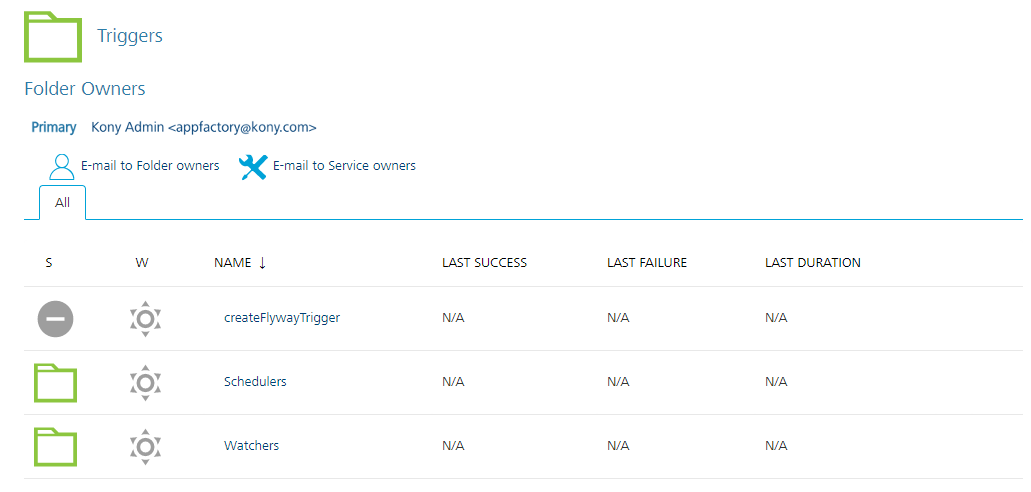 Triggers
Folder Owners
Primary Kony Admin <appfactory@kony.com>
E-mail to Folder owners E-mail to Service owners
All
S W NAME ↓ LAST SUCCESS LAST FAILURE LAST DURATION
createFlywayTrigger N/A N/A N/A
Schedulers N/A N/A N/A
Watchers N/A N/A N/A